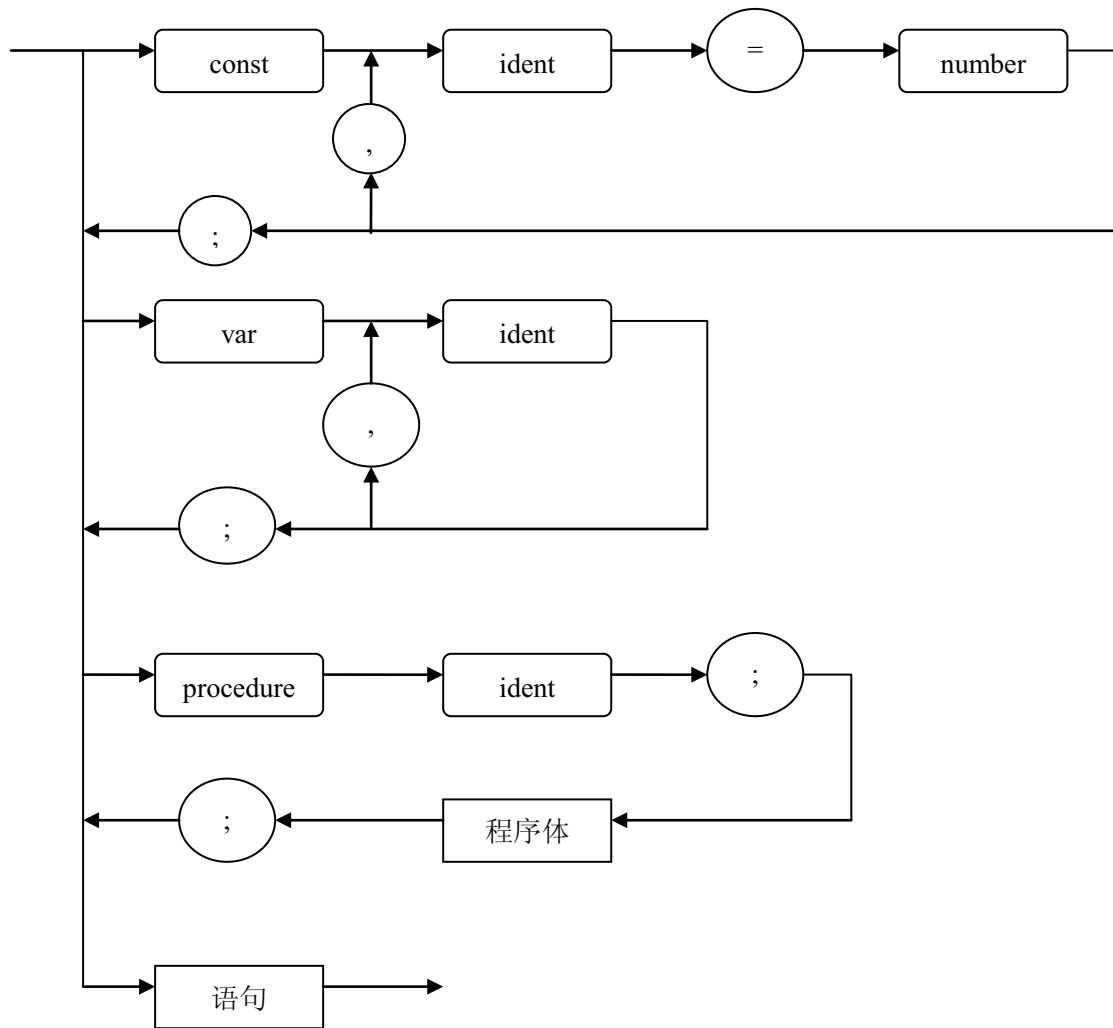 const ident = number
,
;
var ident
,
;
procedure ident ;
; 程序体
语句